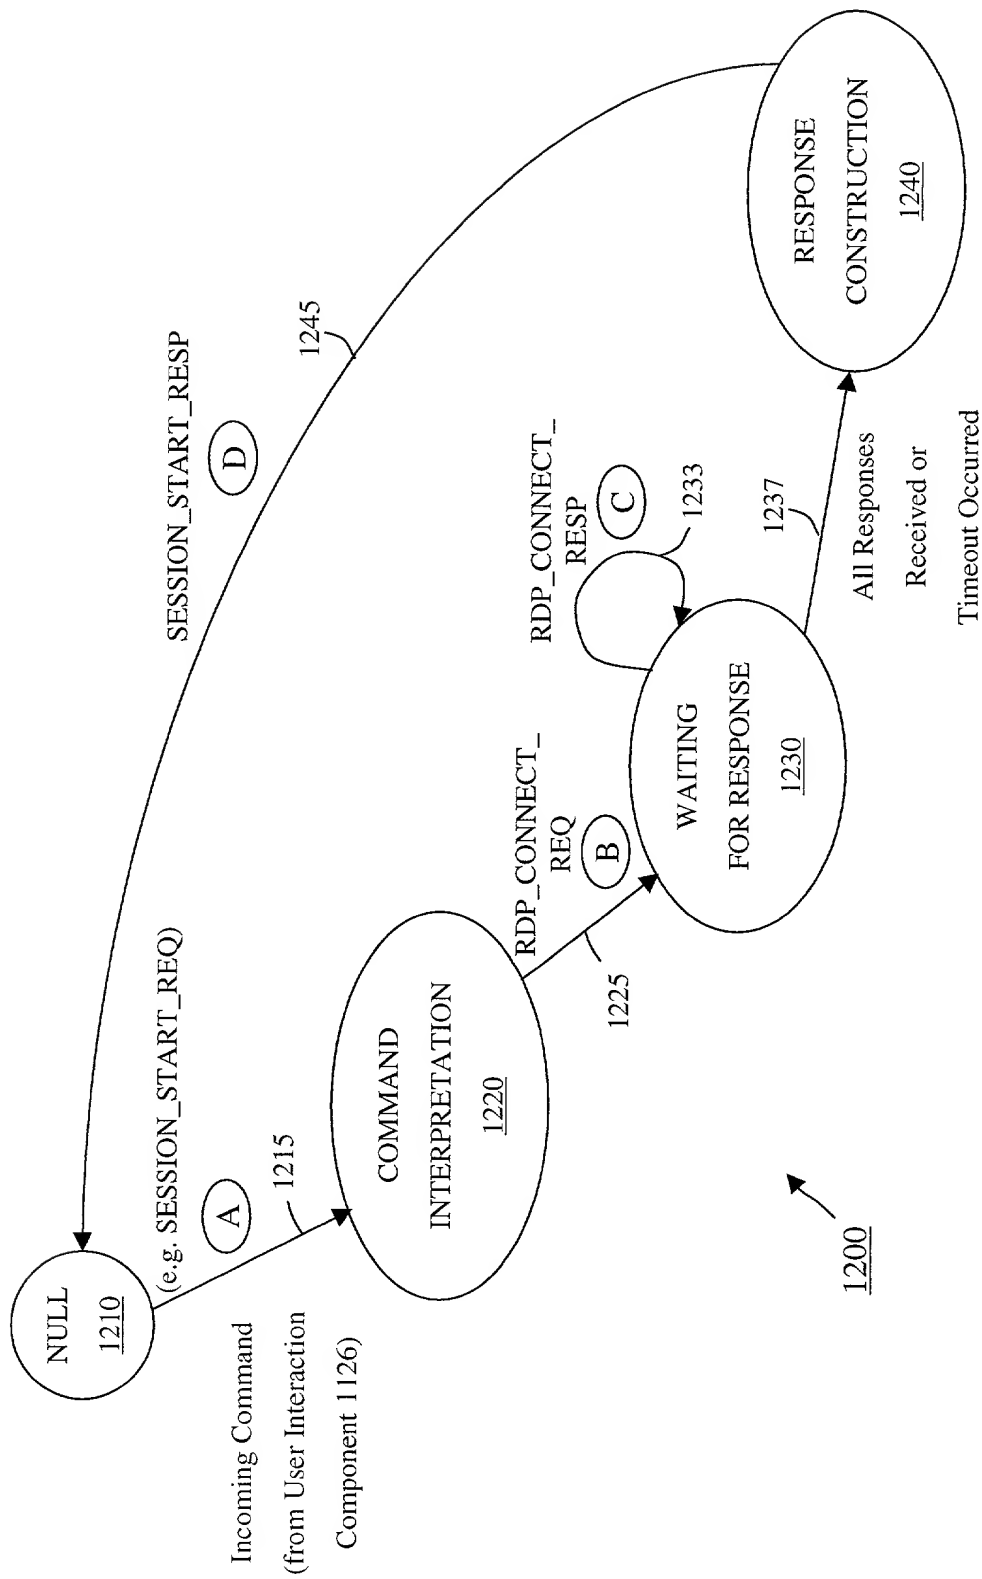 NULL
1210
(e.g. SESSION_START_REQ)
A
1215
Incoming Command
(from User Interaction
Component 1126)
COMMAND
INTERPRETATION
1220
RDP_CONNECT_
REQ
B
1225
WAITING
FOR RESPONSE
1230
RDP_CONNECT_
RESP
C
1233
1237
All Responses
Received or
Timeout Occurred
RESPONSE
CONSTRUCTION
1240
SESSION_START_RESP
D
1245
1200